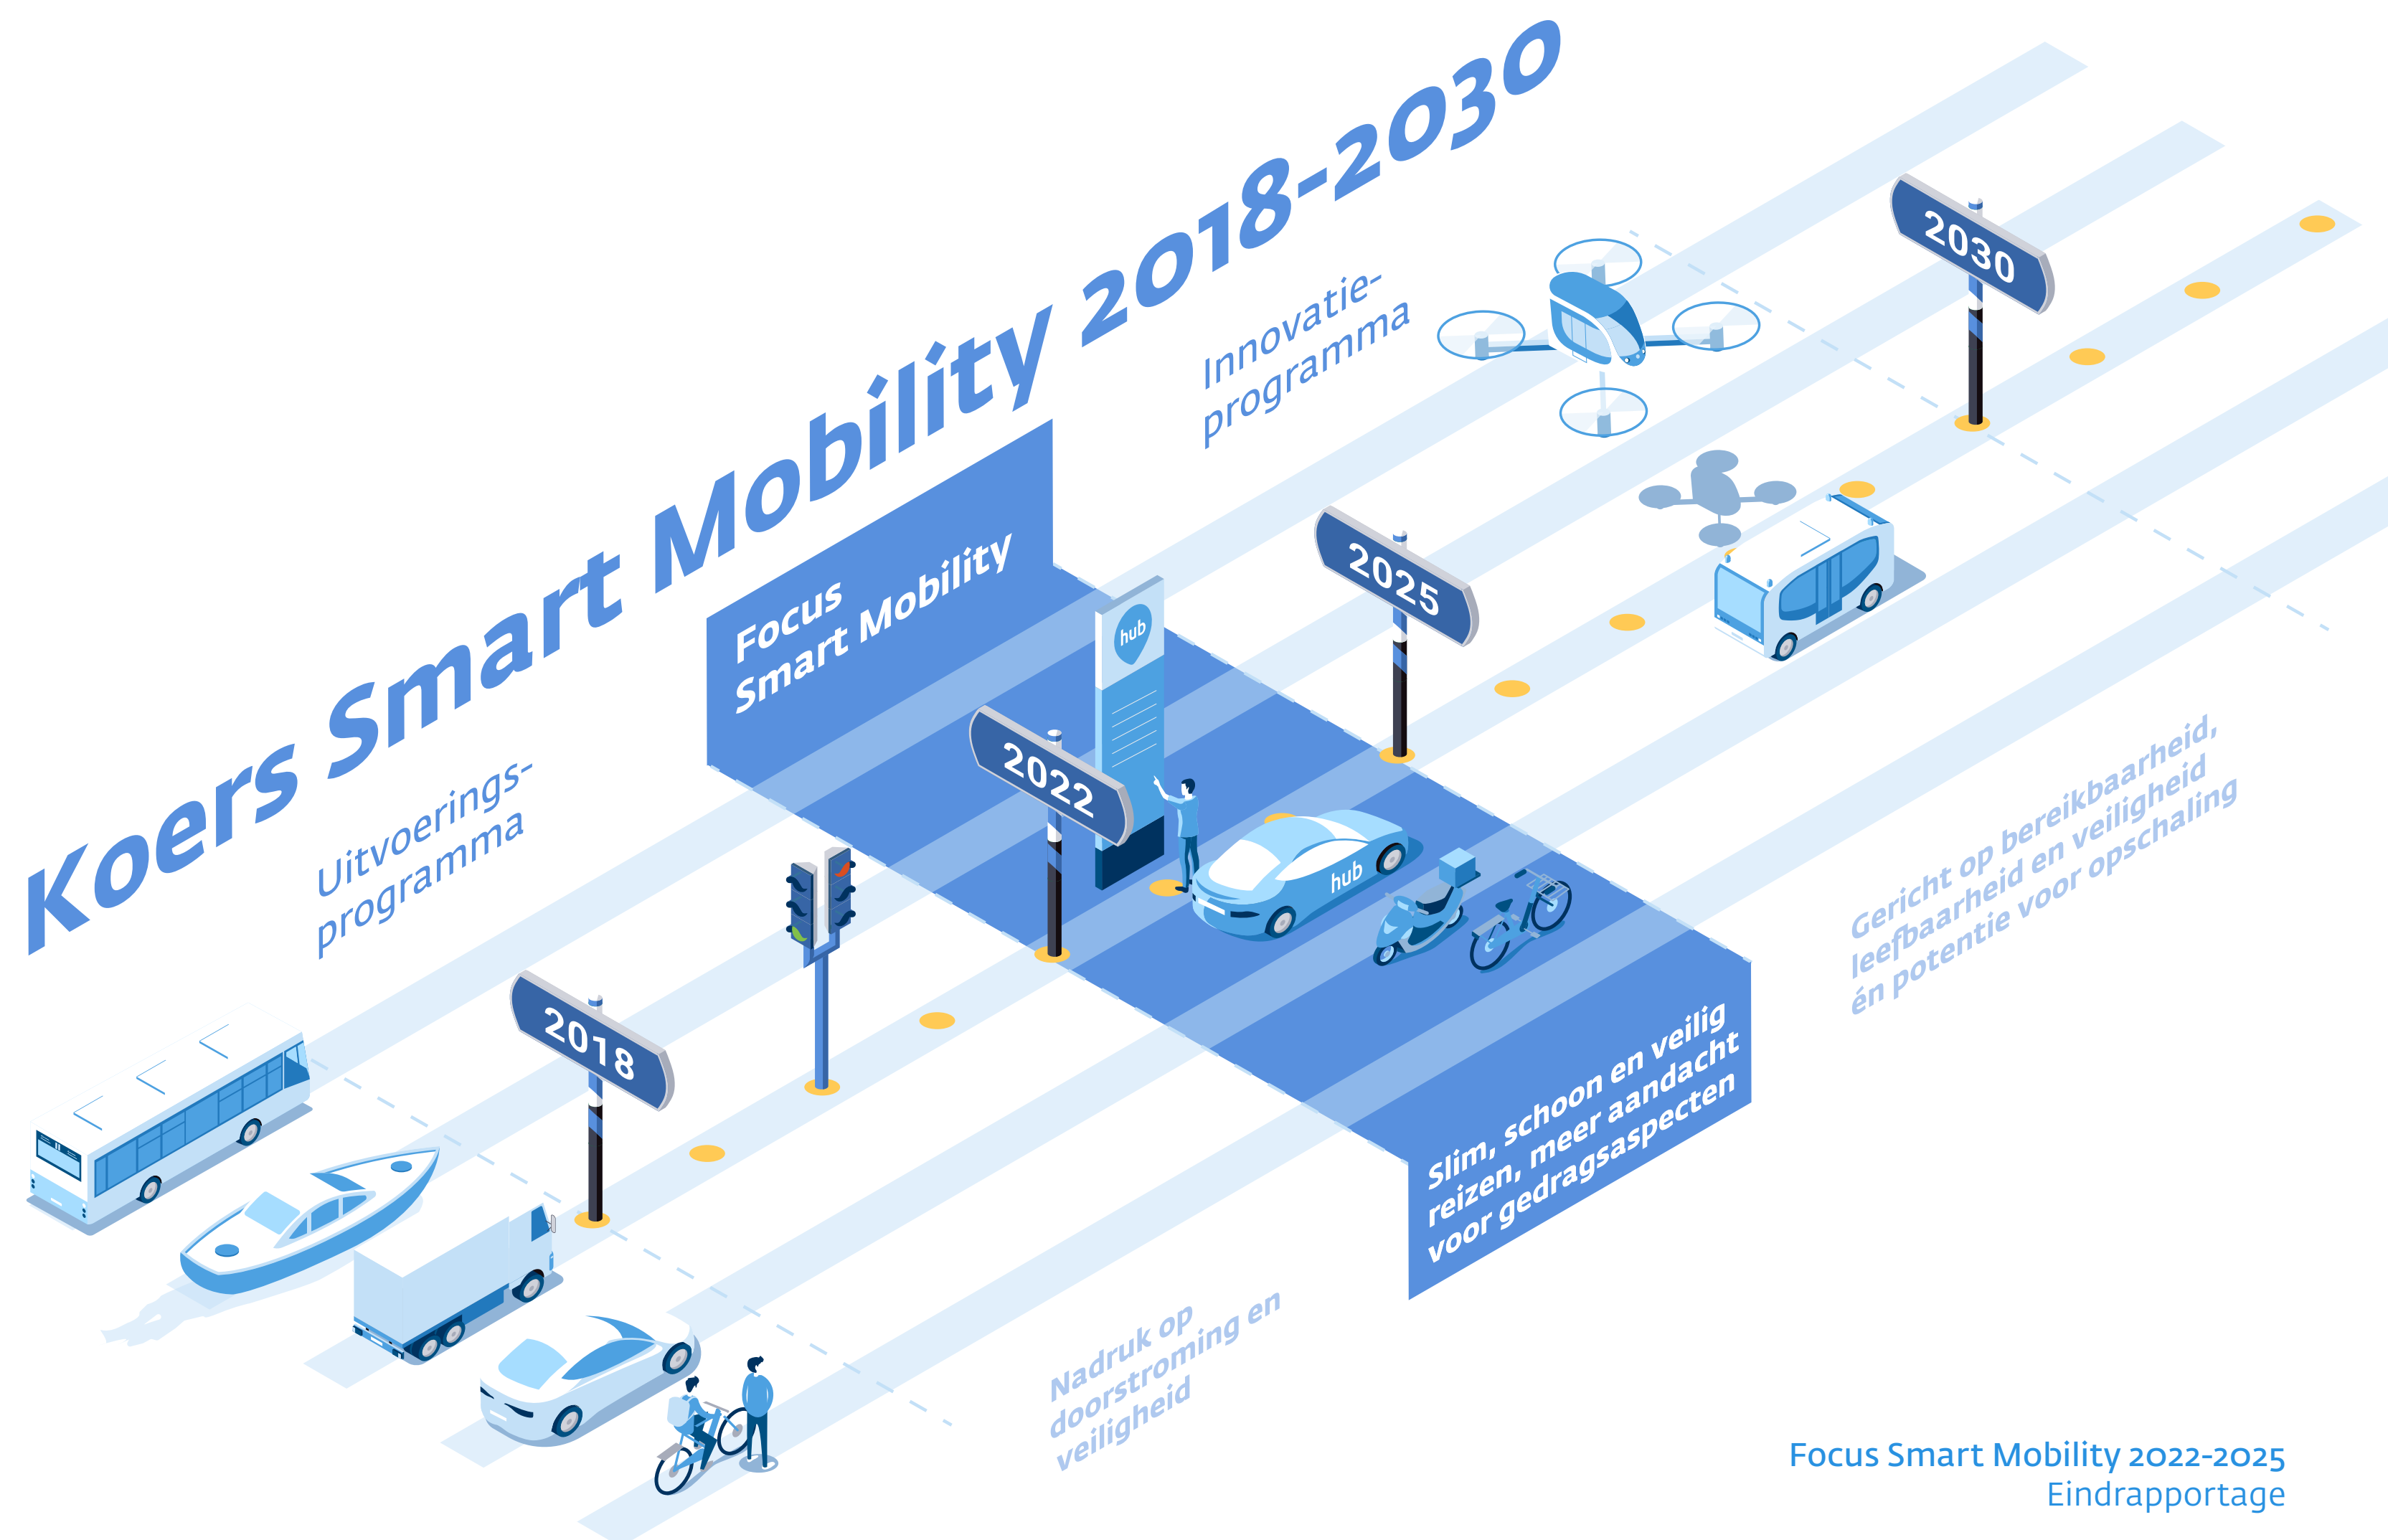 Koers Smart Mobility 2018-2030
Uitvoerings-
programma
Focus
Smart Mobility
Innovatie-
programma
2018
2022
2025
2030
hub
hub
Nadruk op
doorstroming en
veiligheid
Slim, schoon en veilig
reizen, meer aandacht
voor gedragsaspecten
Gericht op bereikbaarheid,
leefbaarheid en veiligheid
én potentie voor opschaling
Focus Smart Mobility 2022-2025
Eindrapportage